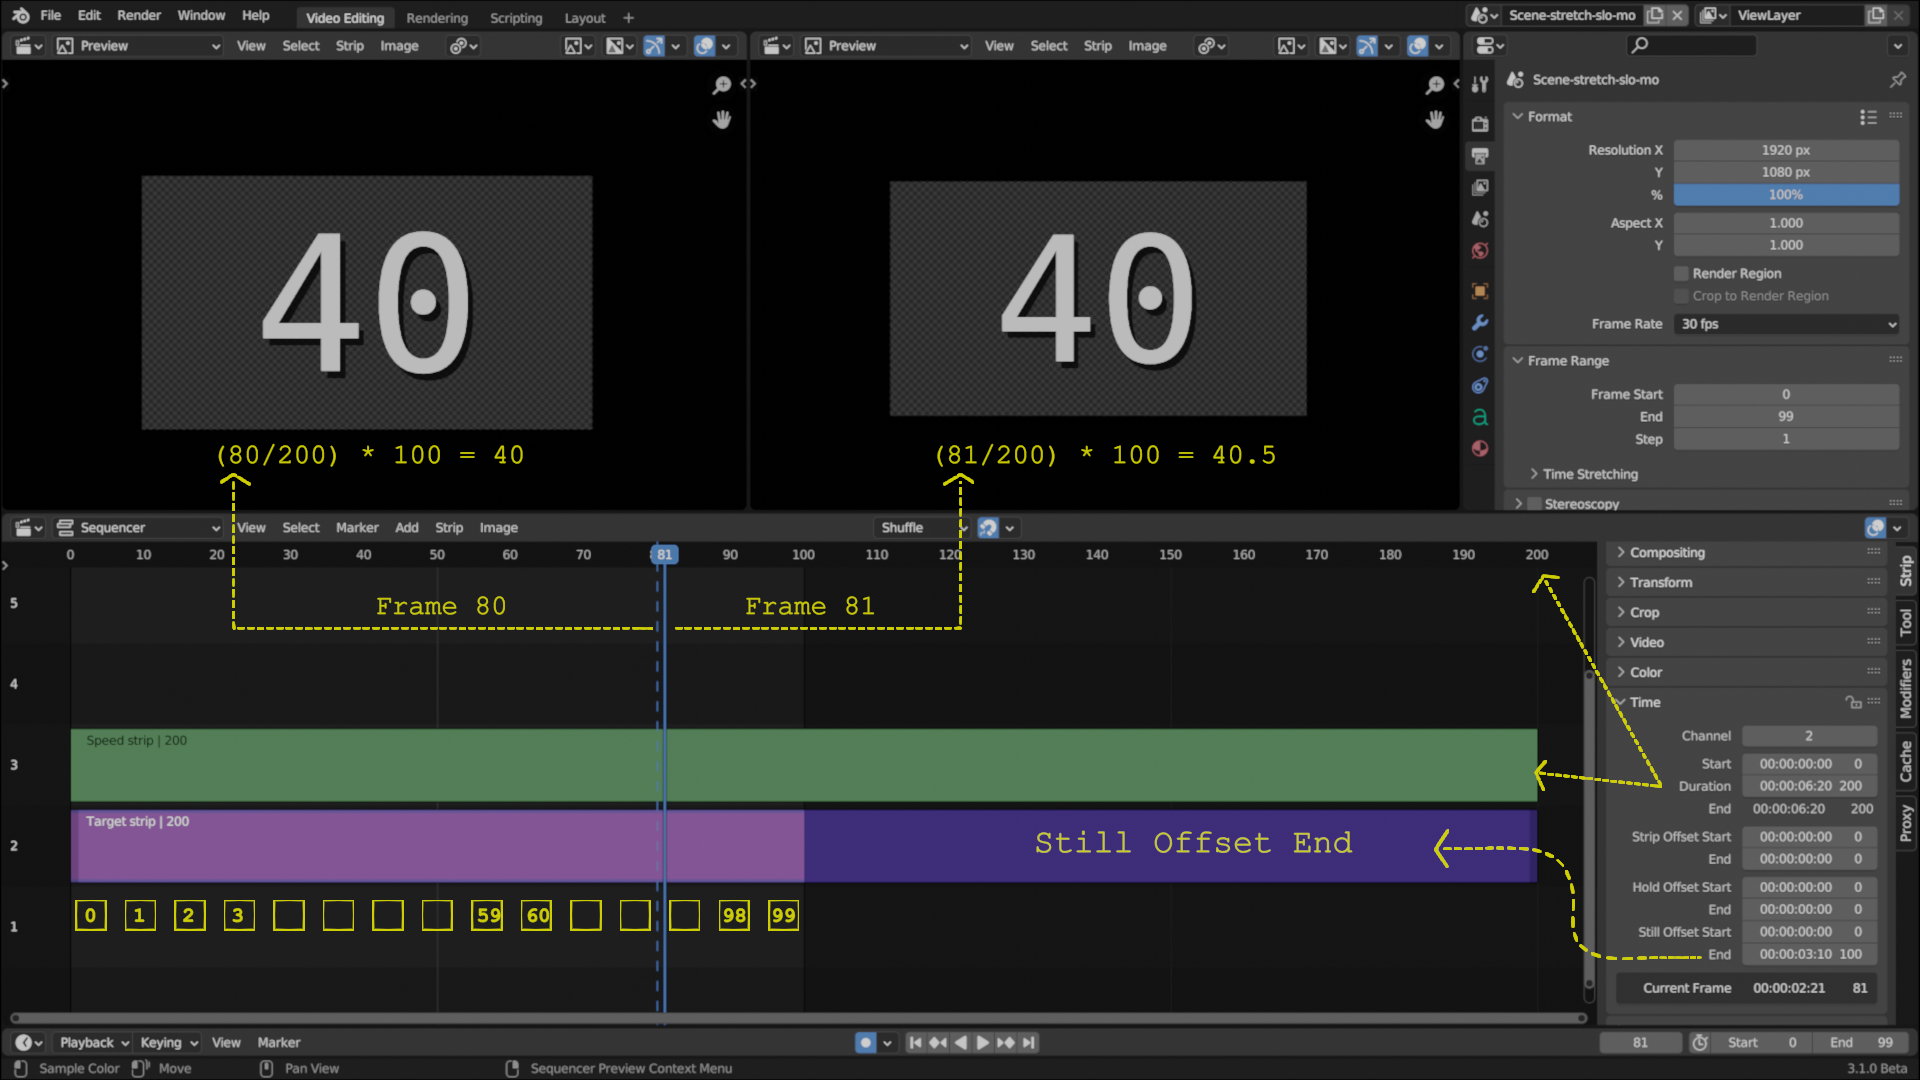 File Edit Render Window Help Video Editing Rendering Scripting Layout + Scene-stretch-slo-mo ViewLayer
Preview View Select Strip Image
Preview View Select Strip Image
Scene-stretch-slo-mo
Format
Resolution X 1920 px
Y 1080 px
% 100%
Aspect X 1.000
Y 1.000
Render Region
Crop to Render Region
Frame Rate 30 fps
Frame Range
Frame Start 0
End 99
Step 1
Time Stretching
Stereoscopy
40
40
(80/200) * 100 = 40
(81/200) * 100 = 40.5
Sequencer View Select Marker Add Strip Image Shuffle
0 10 20 30 40 50 60 70 81 90 100 110 120 130 140 150 160 170 180 190 200
5
4
3
2
1
Frame 80
Frame 81
Speed strip | 200
Target strip | 200
Still Offset End
0 1 2 3 59 60 98 99
Compositing
Transform
Crop
Video
Color
Time
Channel 2
Start 00:00:00:00 0
Duration 00:00:06:20 200
End 00:00:06:20 200
Strip Offset Start 00:00:00:00 0
End 00:00:00:00 0
Hold Offset Start 00:00:00:00 0
End 00:00:00:00 0
Still Offset Start 00:00:00:00 0
End 00:00:03:10 100
Current Frame 00:00:02:21 81
Strip
Tool
Modifiers
Cache
Proxy
Playback Keying View Marker 81 Start 0 End 99
Sample Color Move Pan View Sequencer Preview Context Menu 3.1.0 Beta